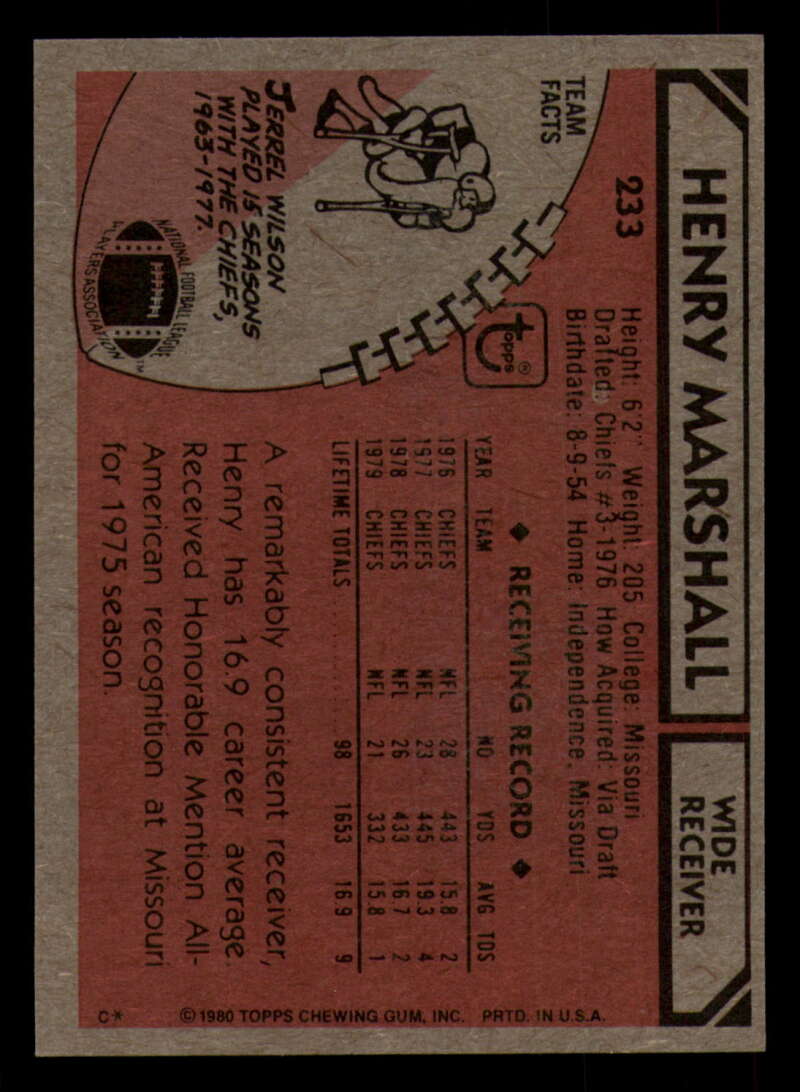 HENRY MARSHALL
WIDE
RECEIVER
233
Height: 6'2" Weight: 205 College: Missouri
Drafted: Chiefs #3-1976 How Acquired: Via Draft
Birthdate: 8-9-54 Home: Independence, Missouri
TEAM
FACTS
JERREL WILSON
PLAYED 15 SEASONS
WITH THE CHIEFS,
1963-1977.
NATIONAL FOOTBALL LEAGUE
PLAYERS ASSOCIATION
TM
topps®
◆ RECEIVING RECORD ◆
YEAR TEAM NO YDS AVG TDS
1976 CHIEFS NFL 28 443 15.8 2
1977 CHIEFS NFL 23 445 19.3 4
1978 CHIEFS NFL 26 433 16.7 2
1979 CHIEFS NFL 21 332 15.8 1
LIFETIME TOTALS 98 1653 16.9 9
A remarkably consistent receiver,
Henry has 16.9 career average.
Received Honorable Mention All-
American recognition at Missouri
for 1975 season.
C* ©1980 TOPPS CHEWING GUM, INC. PRTD. IN U.S.A.